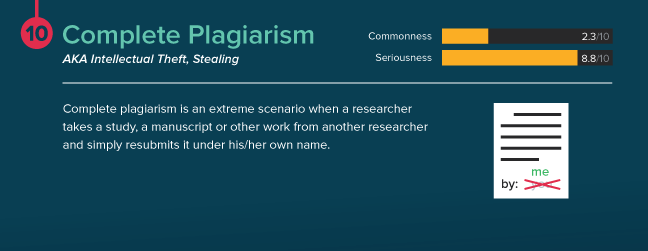 10 Complete Plagiarism
AKA Intellectual Theft, Stealing
Commonness 2.3/10
Seriousness 8.8/10
Complete plagiarism is an extreme scenario when a researcher
takes a study, a manuscript or other work from another researcher
and simply resubmits it under his/her own name.
me
by: